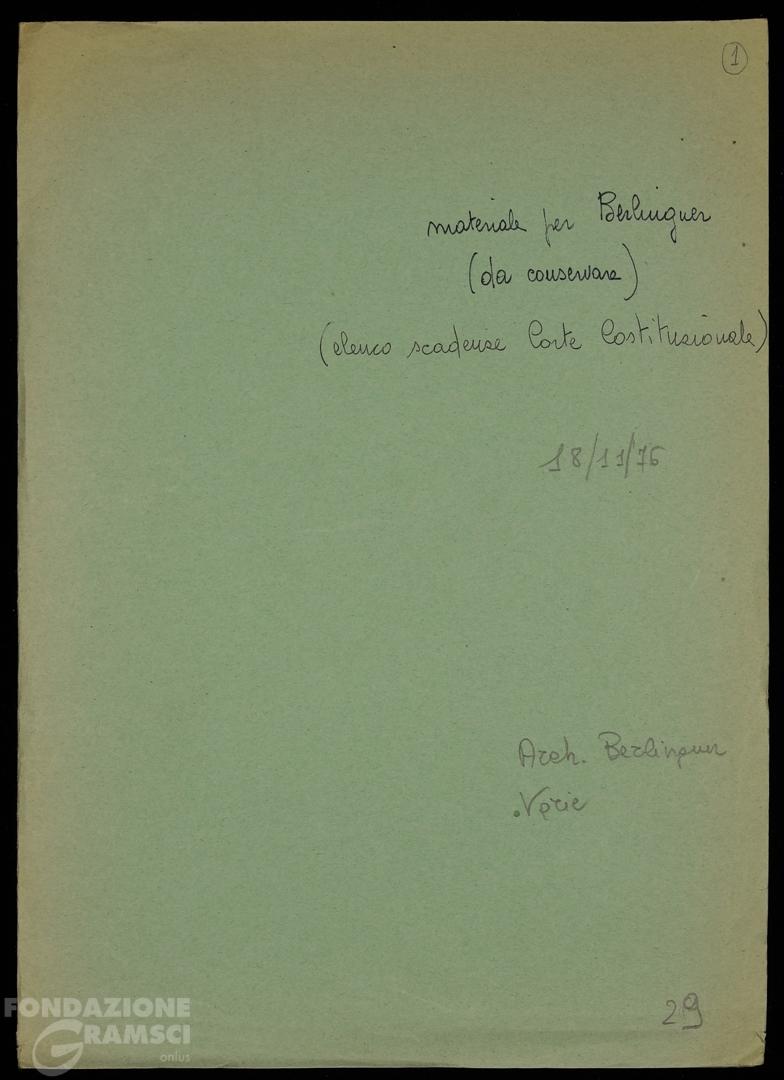 1
materiale per Berlinguer
(da conservare)
(elenco scadenze Corte Costituzionale)
18/11/76
Arch. Berlinguer
Varie
29
FONDAZIONE
GRAMSCI
onlus